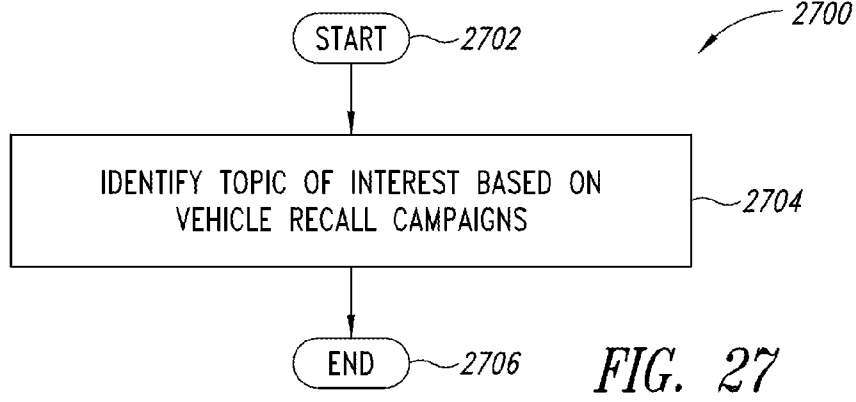 START 2702
2700
IDENTIFY TOPIC OF INTEREST BASED ON
VEHICLE RECALL CAMPAIGNS
2704
END 2706
FIG. 27